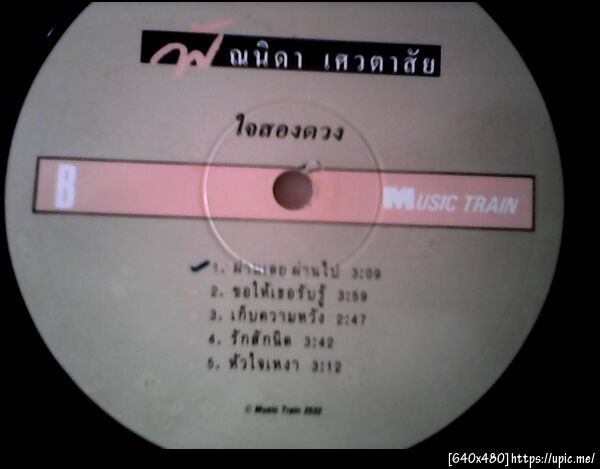 ณนิดา เศวตาสัย
ใจสองดวง
B
MUSIC TRAIN
1. ผ่านเลย ผ่านไป 3:09
2. ขอให้เธอรับรู้ 3:59
3. เก็บความหวัง 2:47
4. รักสักนิด 3:42
5. หัวใจเหงา 3:12
© Music Train 2532
[640x480]https://upic.me/